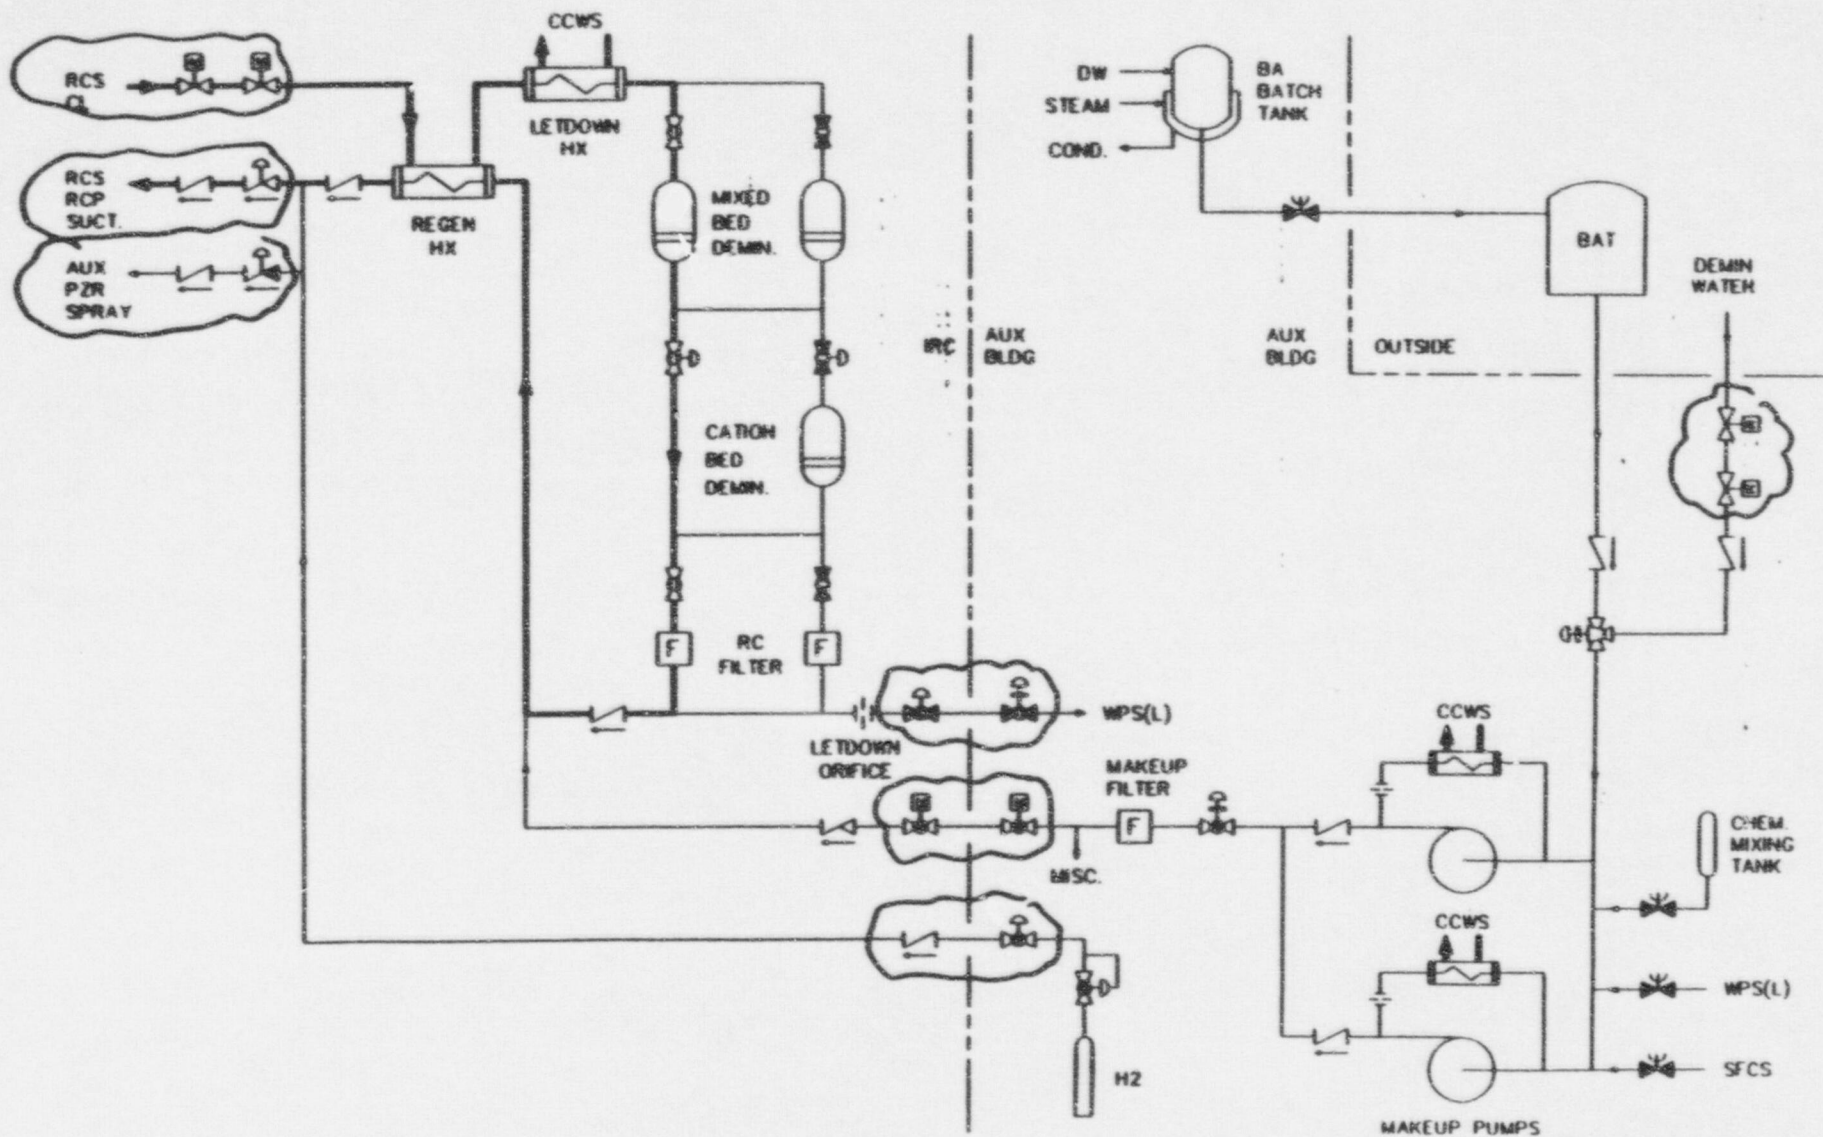 CCWS
RCS
CL
LETDOWN
HX
RCS
RCP
SUCT.
REGEN
HX
AUX
PZR
SPRAY
MIXED
BED
DEMIN.
CATION
BED
DEMIN.
F
RC
FILTER
F
LETDOWN
ORIFICE
IRC
AUX
BLDG
DW
STEAM
COND.
BA
BATCH
TANK
AUX
BLDG
OUTSIDE
BAT
DEMIN
WATER
WPS(L)
MAKEUP
FILTER
F
MISC.
H2
CCWS
CHEM.
MIXING
TANK
CCWS
WPS(L)
SFCS
MAKEUP PUMPS